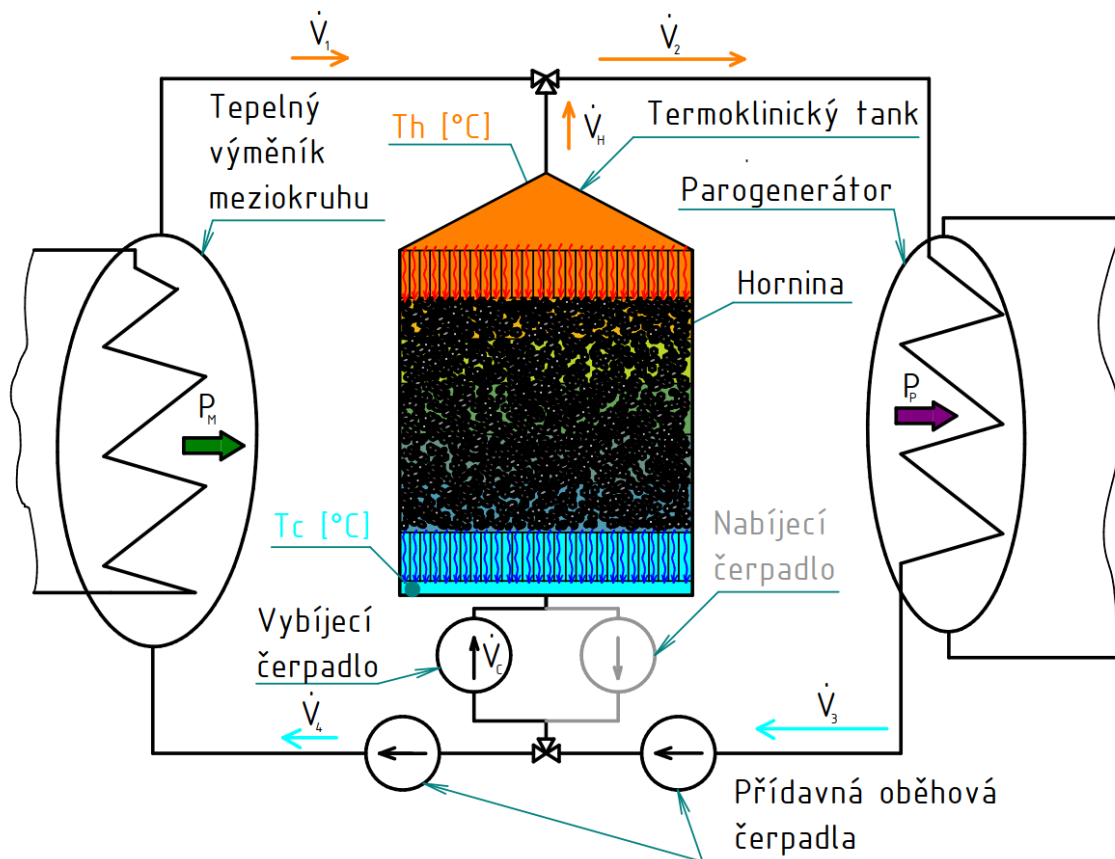 V̇₁
V̇₂
Tepelný
výměník
meziokruhu
Th [°C]
V̇H
Termoklinický tank
Parogenerátor
Hornina
PM
PP
Tc [°C]
Nabíjecí
čerpadlo
Vybíjecí
čerpadlo
V̇C
V̇₄
V̇₃
Přídavná oběhová
čerpadla